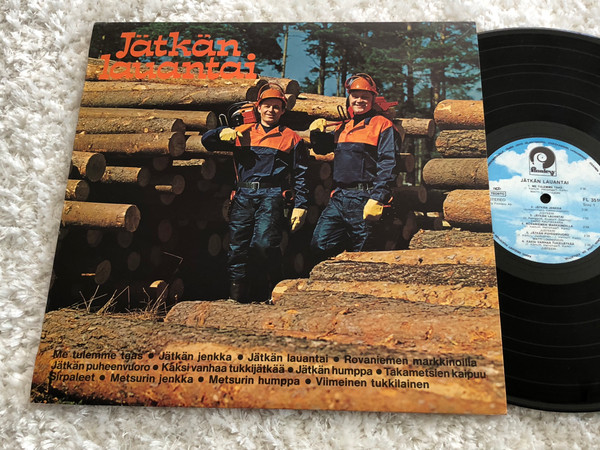 Jätkän
lauantai
Me tulemme taas • Jätkän jenkka • Jätkän lauantai • Rovaniemen markkinoilla
Jätkän puheenvuoro • Kaksi vanhaa tukkijätkää • Jätkän humppa • Takametsien kaipuu
Sirpaleet • Metsurin jenkka • Metsurin humppa • Viimeinen tukkilainen
JÄTKÄN LAUANTAI